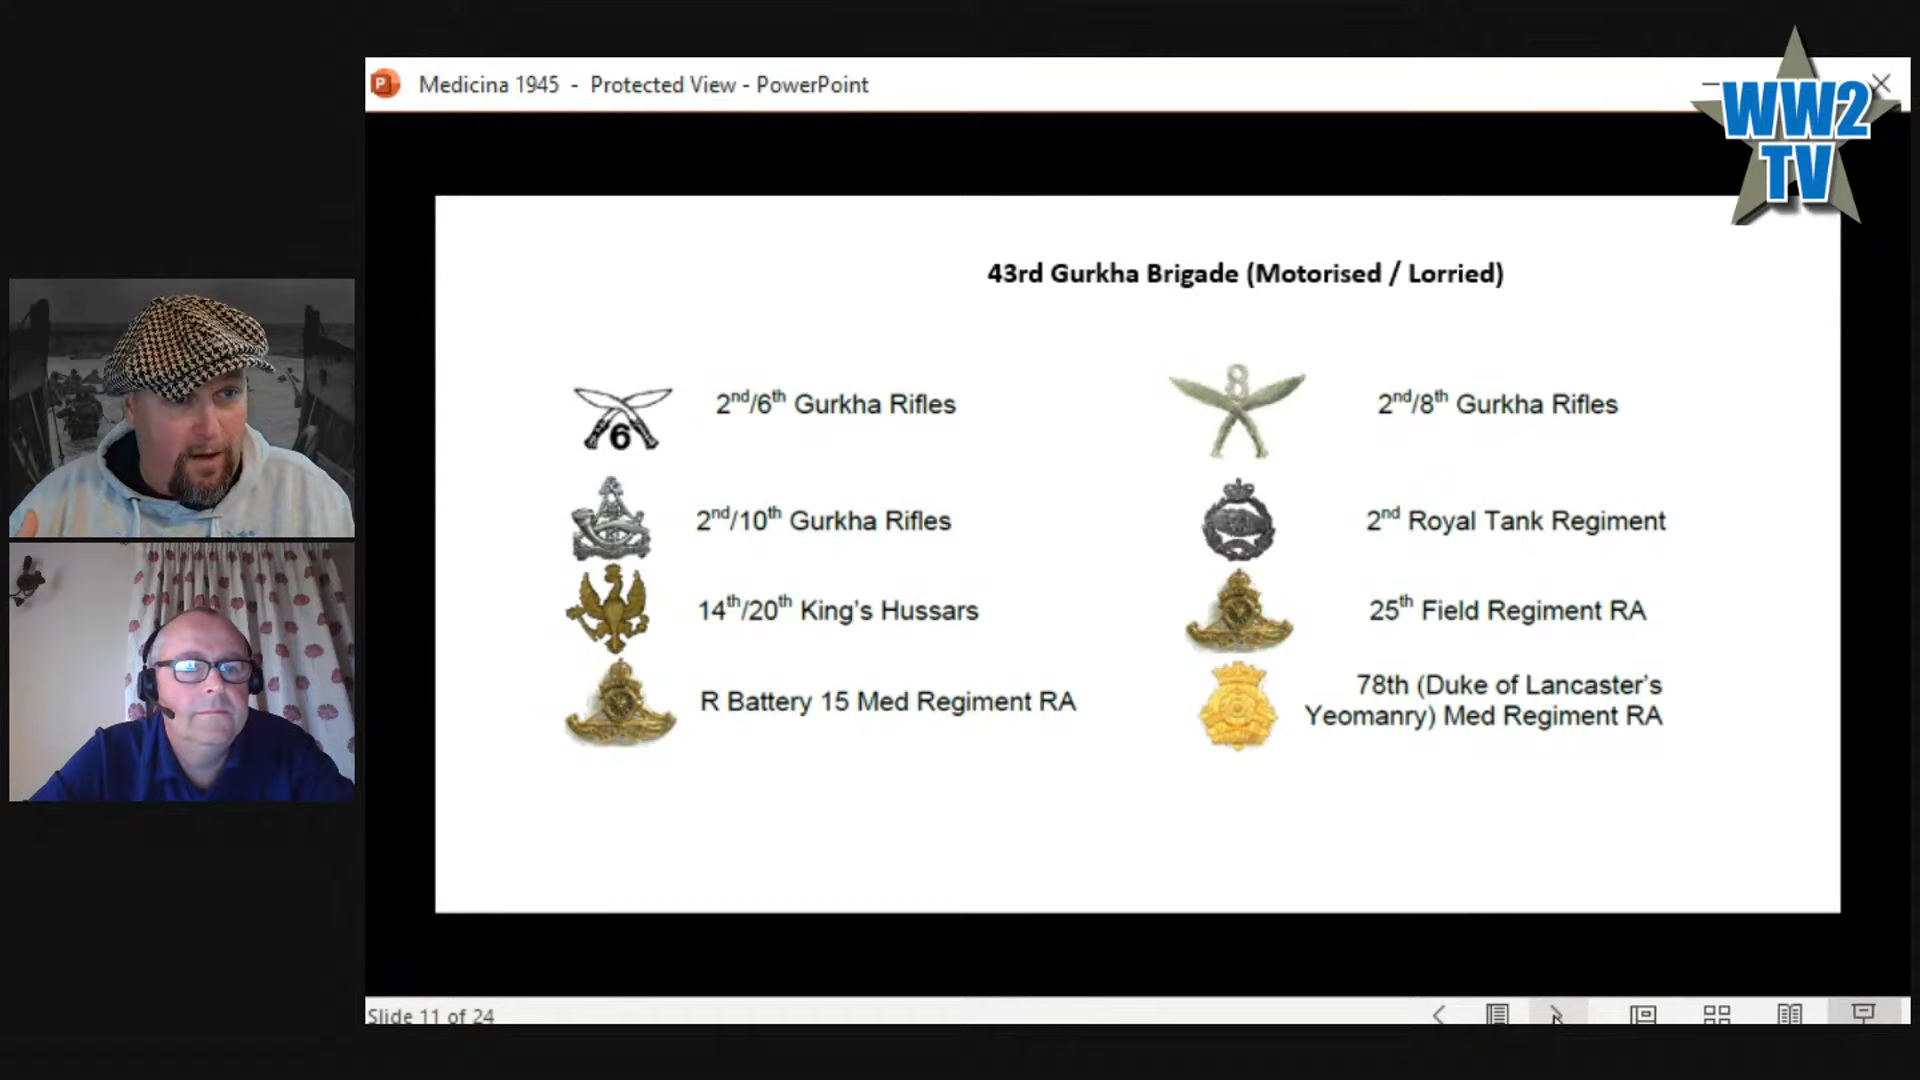 Medicina 1945 - Protected View - PowerPoint
WW2
TV
43rd Gurkha Brigade (Motorised / Lorried)
6
2nd/6th Gurkha Rifles
8
2nd/8th Gurkha Rifles
2nd/10th Gurkha Rifles
2nd Royal Tank Regiment
14th/20th King's Hussars
25th Field Regiment RA
R Battery 15 Med Regiment RA
78th (Duke of Lancaster's
Yeomanry) Med Regiment RA
Slide 11 of 24